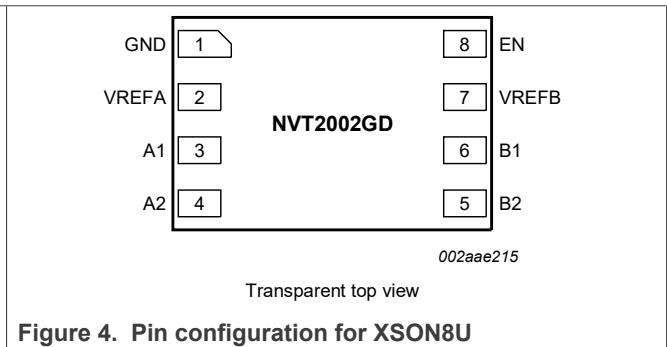 GND 1 8 EN
VREFA 2 7 VREFB
NVT2002GD
A1 3 6 B1
A2 4 5 B2
002aae215
Transparent top view
Figure 4. Pin configuration for XSON8U